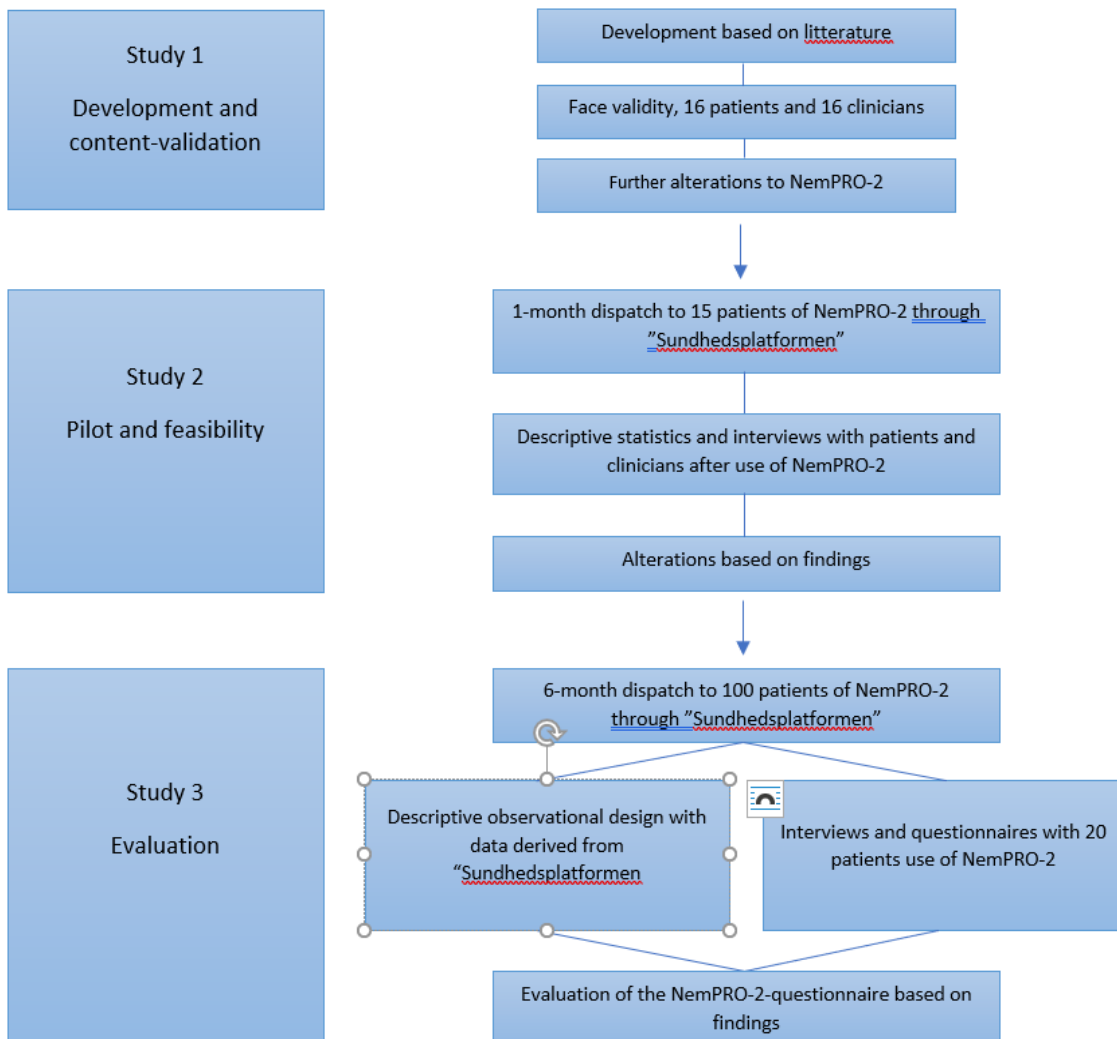 Study 1
Development and
content-validation
Development based on litterature
Face validity, 16 patients and 16 clinicians
Further alterations to NemPRO-2
Study 2
Pilot and feasibility
1-month dispatch to 15 patients of NemPRO-2 through
”Sundhedsplatformen”
Descriptive statistics and interviews with patients and
clinicians after use of NemPRO-2
Alterations based on findings
Study 3
Evaluation
6-month dispatch to 100 patients of NemPRO-2
through ”Sundhedsplatformen”
Descriptive observational design with
data derived from
“Sundhedsplatformen
Interviews and questionnaires with 20
patients use of NemPRO-2
Evaluation of the NemPRO-2-questionnaire based on
findings